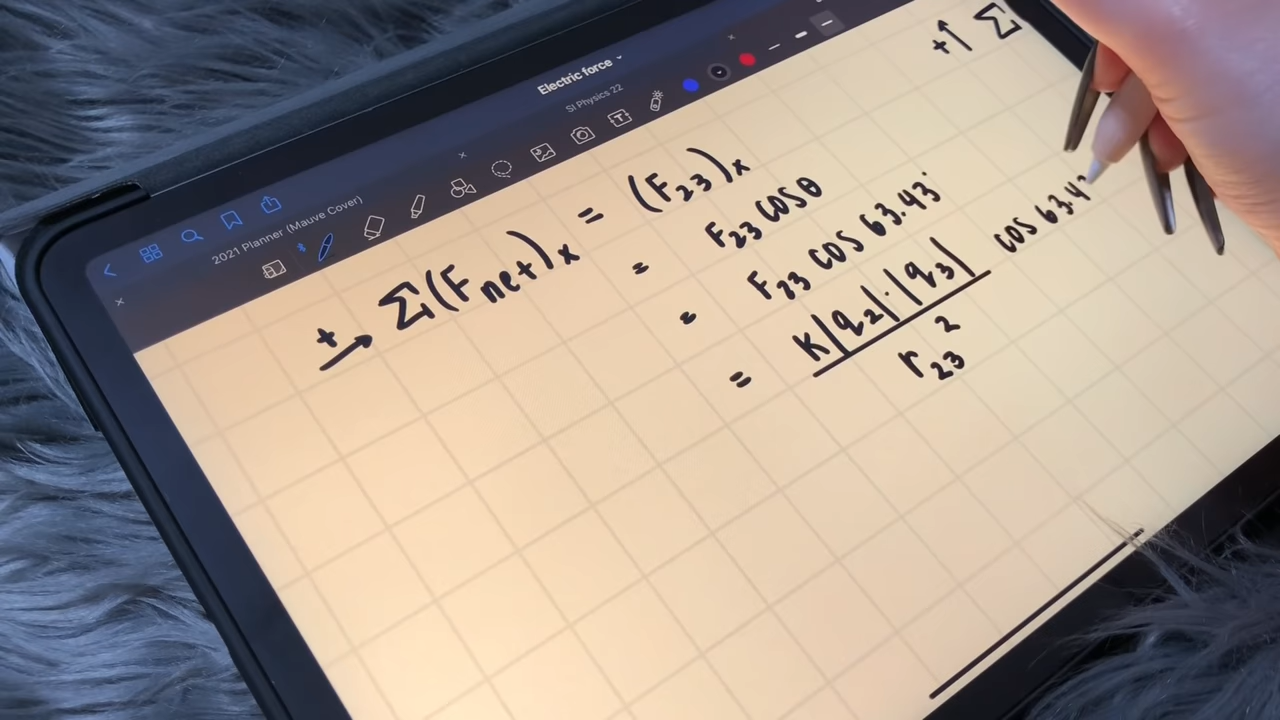 Electric force
SI Physics 22
2021 Planner (Mauve Cover)
+→ Σ(Fnet)x = (F23)x
= F23 cosθ
= F23 cos 63.43°
= K|q2|·|q3| / r23² cos 63.43
+↑ Σ